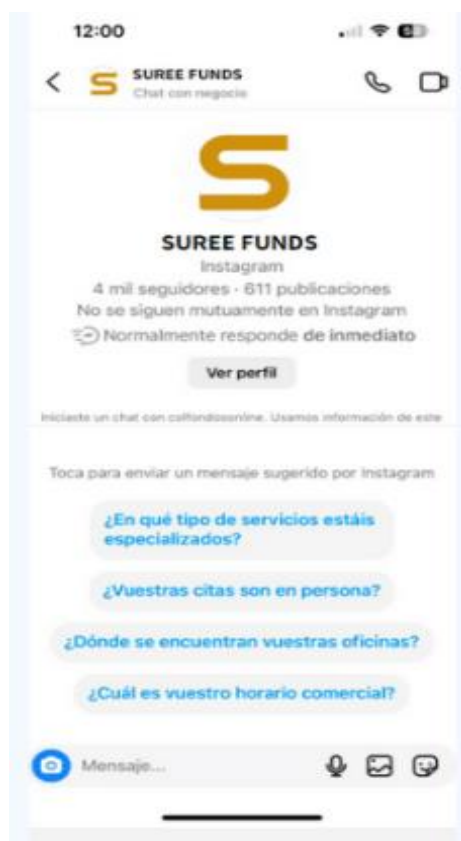 12:00
SUREE FUNDS
Chat con negocio
S
SUREE FUNDS
Instagram
4 mil seguidores · 611 publicaciones
No se siguen mutuamente en Instagram
Normalmente responde de inmediato
Ver perfil
Iniciaste un chat con colfondosonline. Usamos información de este
Toca para enviar un mensaje sugerido por Instagram
¿En qué tipo de servicios estáis
especializados?
¿Vuestras citas son en persona?
¿Dónde se encuentran vuestras oficinas?
¿Cuál es vuestro horario comercial?
Mensaje...